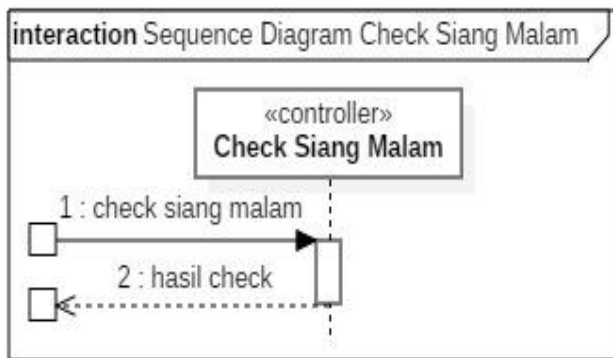 interaction Sequence Diagram Check Siang Malam
«controller»
Check Siang Malam
1 : check siang malam
2 : hasil check